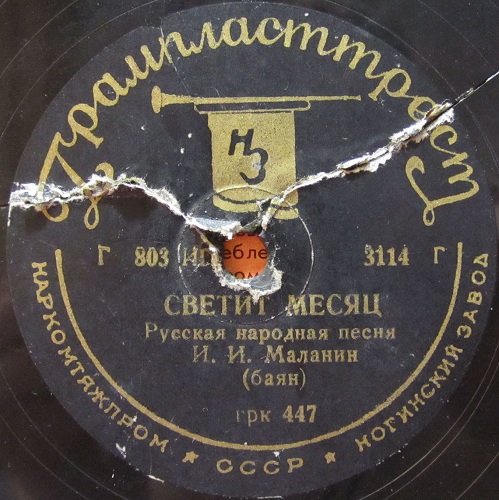 Грампласттрест
НЗ
Г 803
3114 Г
СВЕТИТ МЕСЯЦ
Русская народная песня
И. И. Маланин
(баян)
грк 447
НАРКОМТЯЖПРОМ ★ СССР ★ НОГИНСКИЙ ЗАВОД